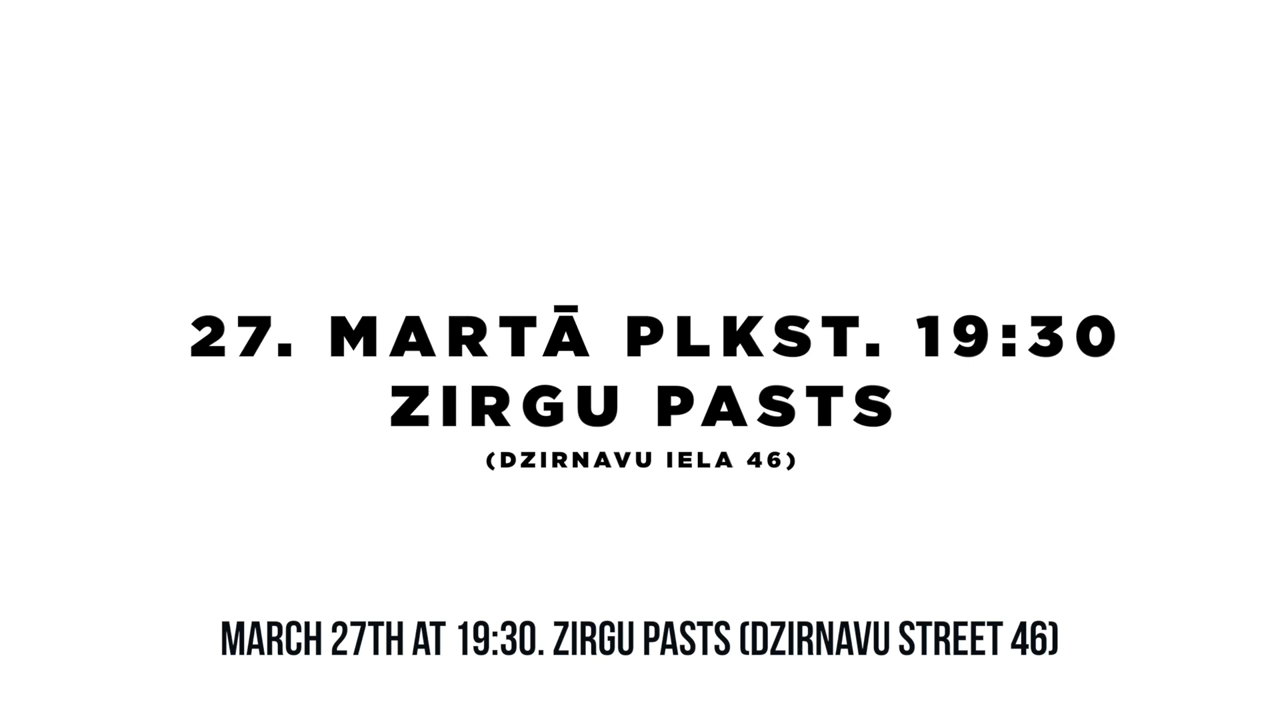 27. MARTĀ PLKST. 19:30
ZIRGU PASTS
(DZIRNAVU IELA 46)
MARCH 27TH AT 19:30. ZIRGU PASTS (DZIRNAVU STREET 46)